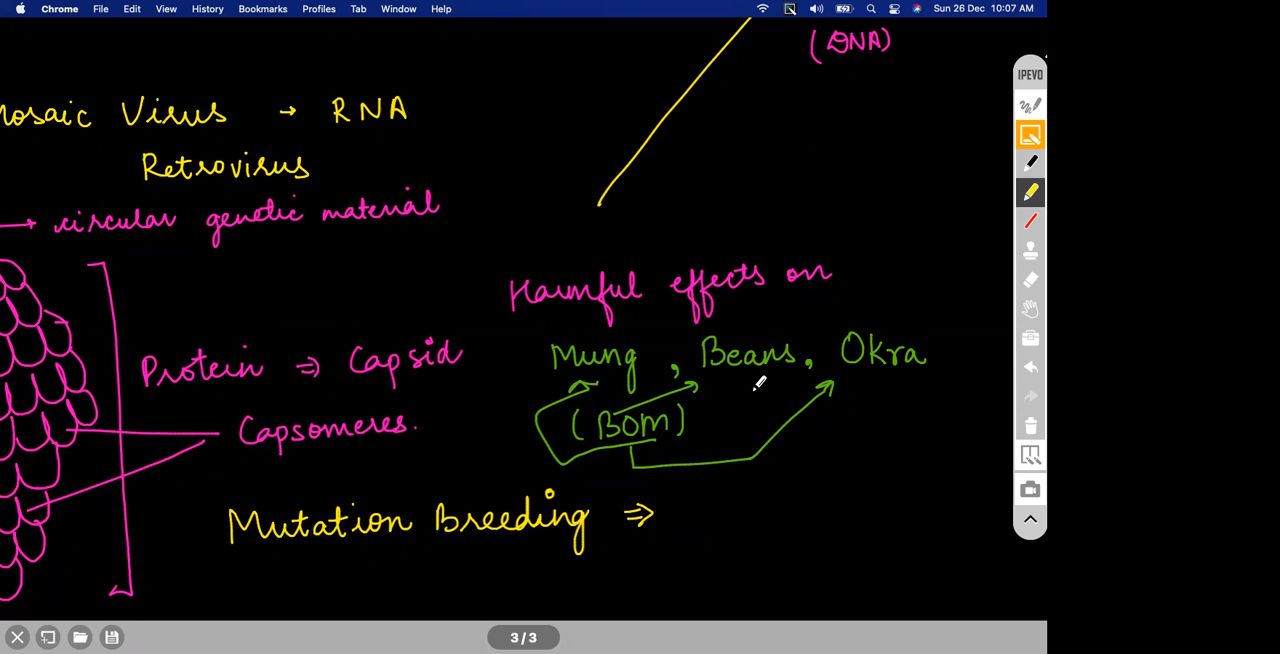 Chrome File Edit View History Bookmarks Profiles Tab Window Help
62 Sun 26 Dec 10:07 AM
(DNA)
IPEVO
Mosaic Virus → RNA
Retrovirus
→ circular genetic material
Harmful effects on
Mung, Beans, Okra
(BOM)
Protein ⇒ Capsid
Capsomeres.
Mutation Breeding ⇒
3/3